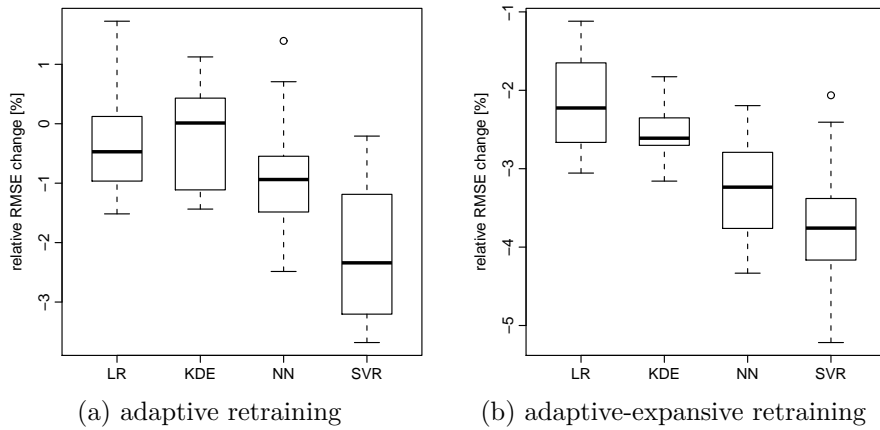 relative RMSE change [%]
1
0
−1
−2
−3
LR KDE NN SVR
(a) adaptive retraining
relative RMSE change [%]
−1
−2
−3
−4
−5
LR KDE NN SVR
(b) adaptive-expansive retraining